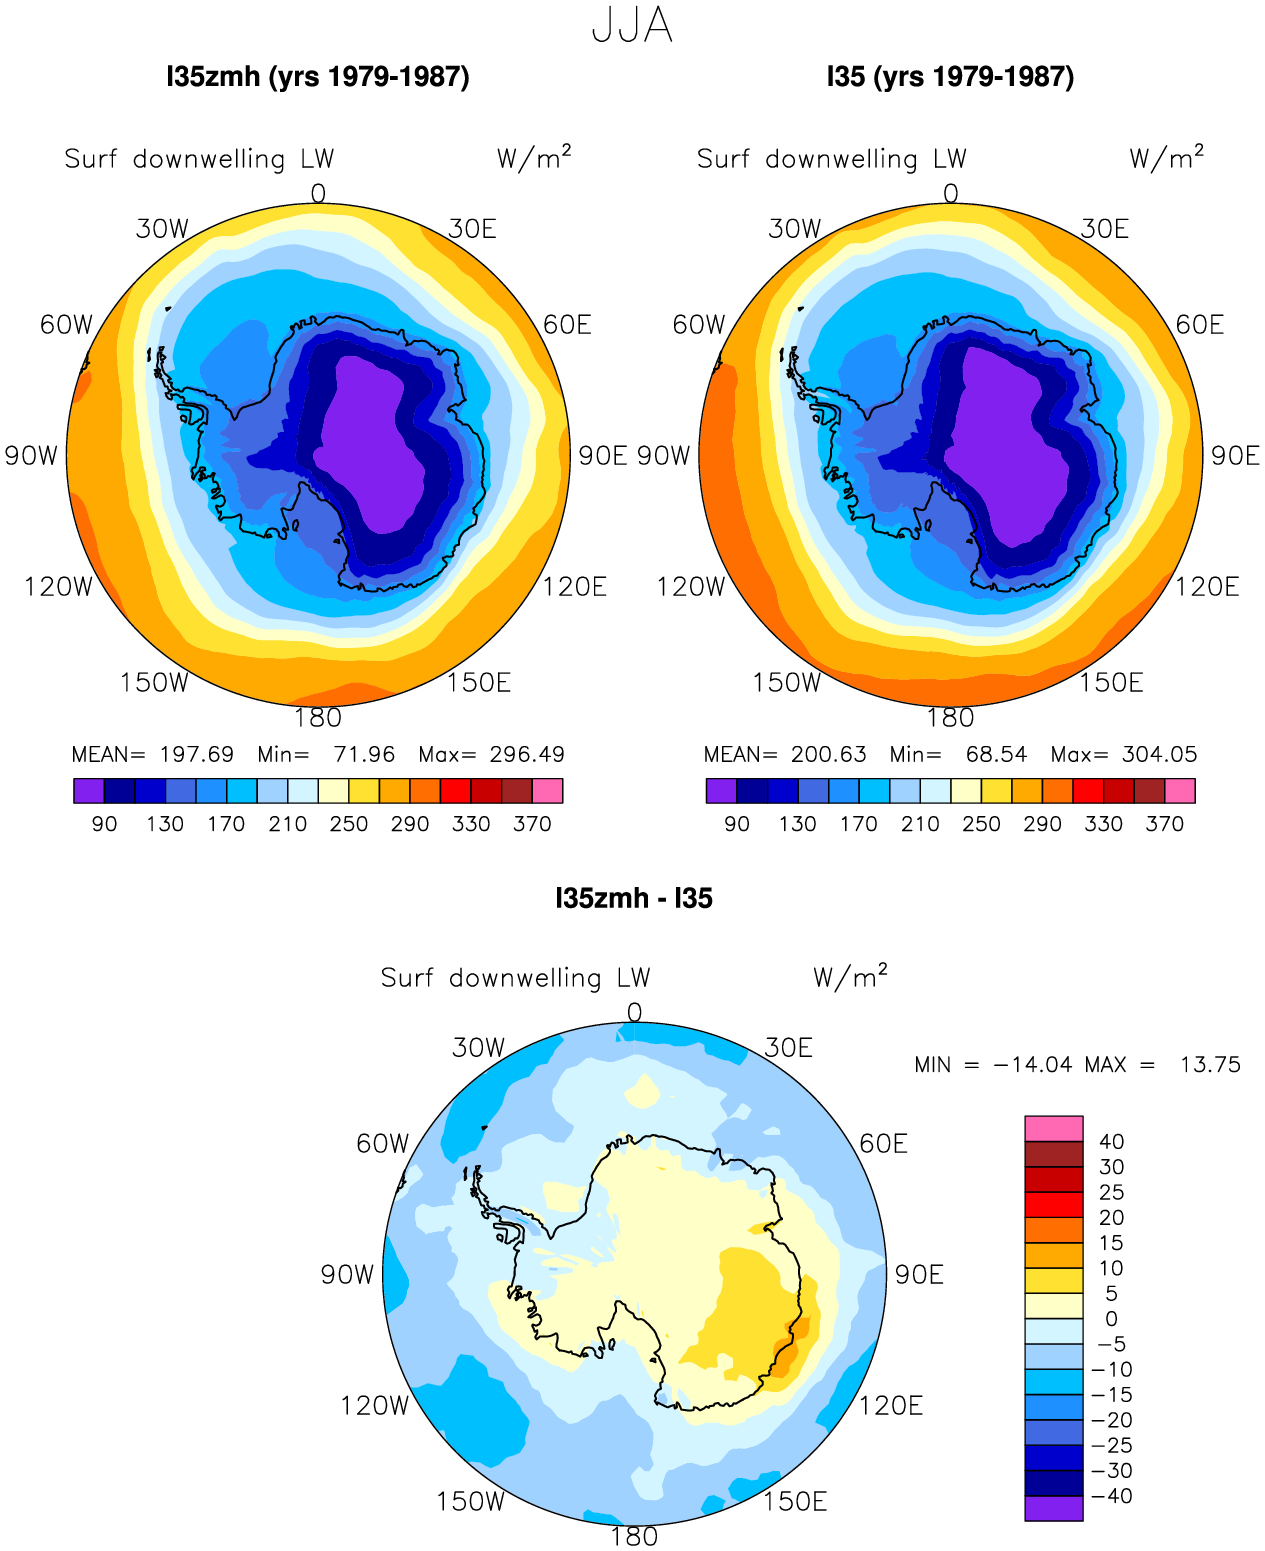 JJA
I35zmh (yrs 1979-1987) I35 (yrs 1979-1987)
Surf downwelling LW W/m² Surf downwelling LW W/m²
0 0
30W 30E 30W 30E
60W 60E 60W 60E
90W 90E 90W 90E
120W 120E 120W 120E
150W 150E 150W 150E
180 180
MEAN= 197.69 Min= 71.96 Max= 296.49 MEAN= 200.63 Min= 68.54 Max= 304.05
90 130 170 210 250 290 330 370 90 130 170 210 250 290 330 370
I35zmh - I35
Surf downwelling LW W/m²
0
30W 30E
MIN = -14.04 MAX = 13.75
60W 60E
90W 90E
120W 120E
150W 150E
180
40
30
25
20
15
10
5
0
-5
-10
-15
-20
-25
-30
-40